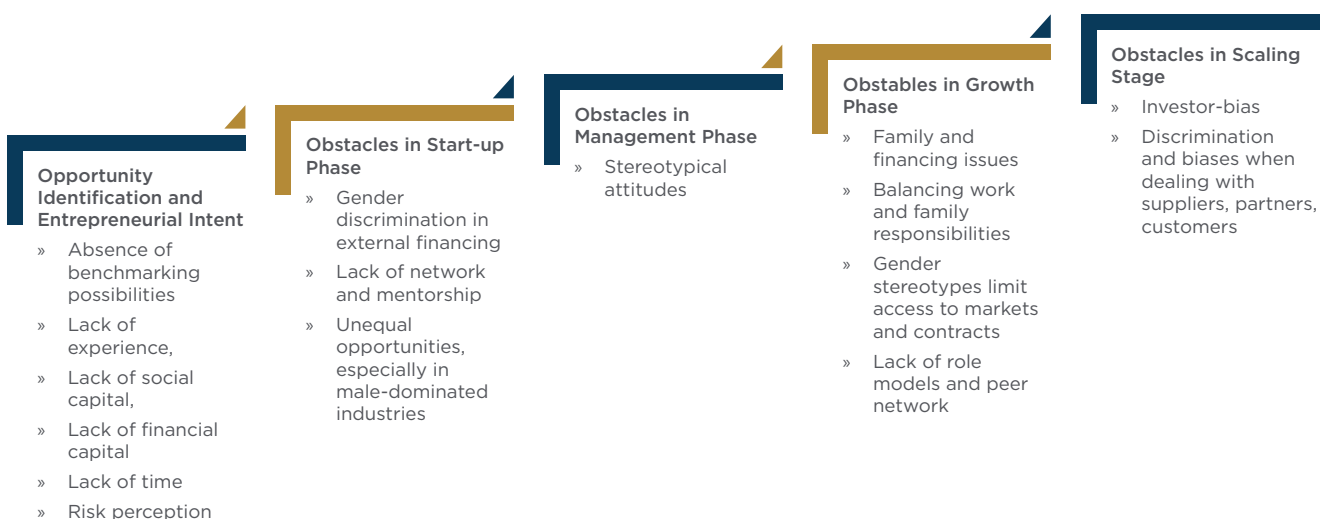 Opportunity
Identification and
Entrepreneurial Intent
» Absence of
benchmarking
possibilities
» Lack of
experience,
» Lack of social
capital,
» Lack of financial
capital
» Lack of time
» Risk perception
Obstacles in Start-up
Phase
» Gender
discrimination in
external financing
» Lack of network
and mentorship
» Unequal
opportunities,
especially in
male-dominated
industries
Obstacles in
Management Phase
» Stereotypical
attitudes
Obstables in Growth
Phase
» Family and
financing issues
» Balancing work
and family
responsibilities
» Gender
stereotypes limit
access to markets
and contracts
» Lack of role
models and peer
network
Obstacles in Scaling
Stage
» Investor-bias
» Discrimination
and biases when
dealing with
suppliers, partners,
customers